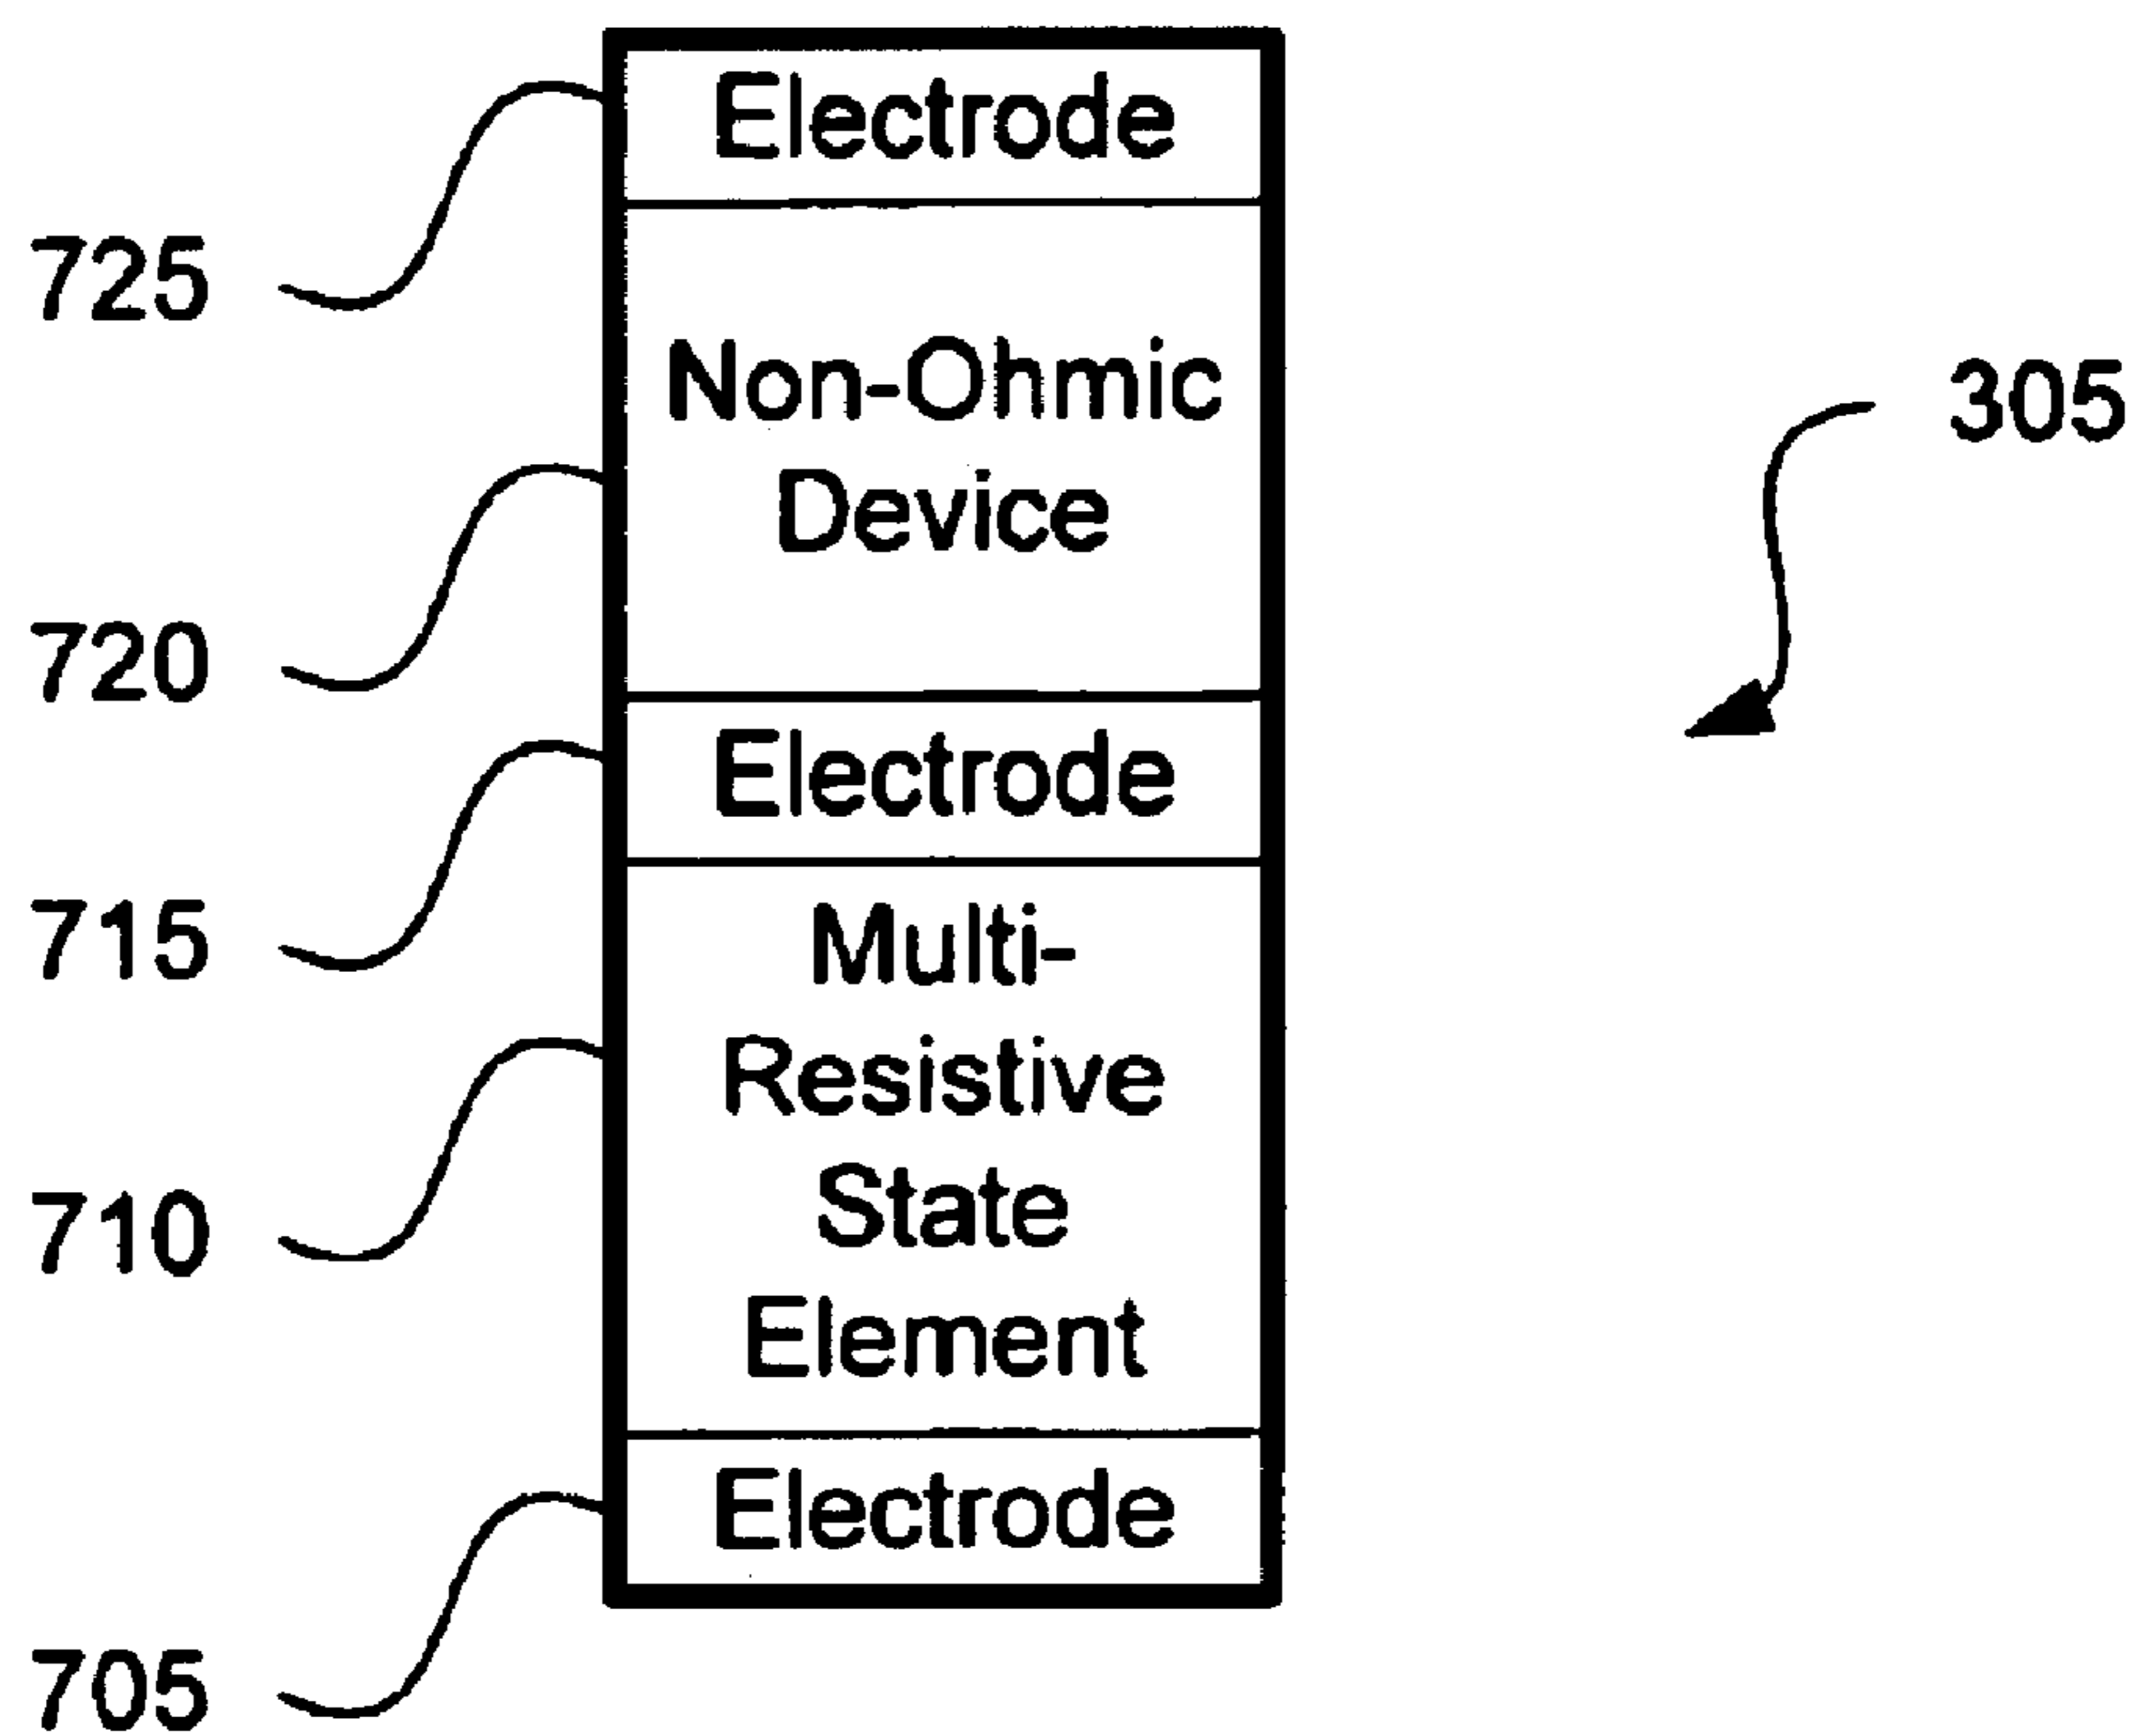 Electrode
725
Non-Ohmic
305
Device
720
Electrode
715
Multi-
Resistive
710
State
Element
Electrode
705